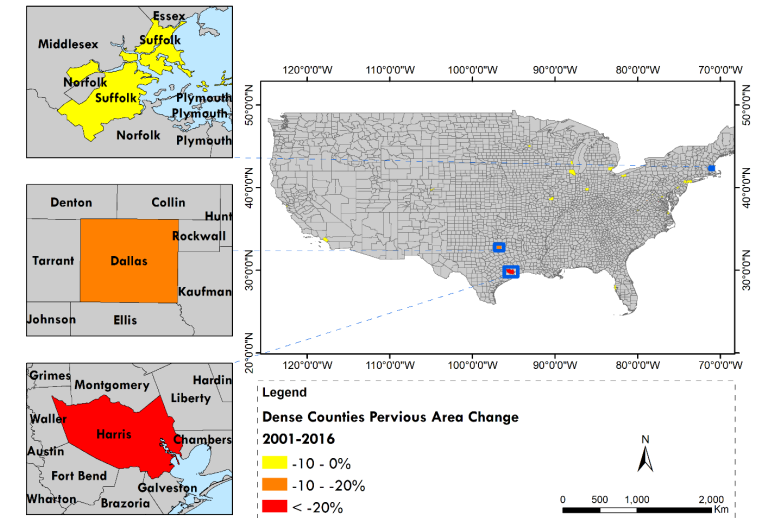 Essex
Middlesex
Suffolk
Norfolk
Suffolk
Plymouth
Plymouth
Norfolk
Plymouth
Denton
Collin
Hunt
Rockwall
Tarrant
Dallas
Kaufman
Johnson
Ellis
Grimes
Montgomery
Hardin
Liberty
Waller
Harris
Chambers
Austin
Fort Bend
Galveston
Wharton
Brazoria
120°0'0"W 110°0'0"W 100°0'0"W 90°0'0"W 80°0'0"W 70°0'0"W
50°0'0"N 50°0'0"N
40°0'0"N 40°0'0"N
30°0'0"N 30°0'0"N
20°0'0"N
120°0'0"W 110°0'0"W 100°0'0"W 90°0'0"W 80°0'0"W 70°0'0"W
Legend
Dense Counties Pervious Area Change
2001-2016
-10 - 0%
-10 - -20%
< -20%
N
0 500 1,000 2,000
Km